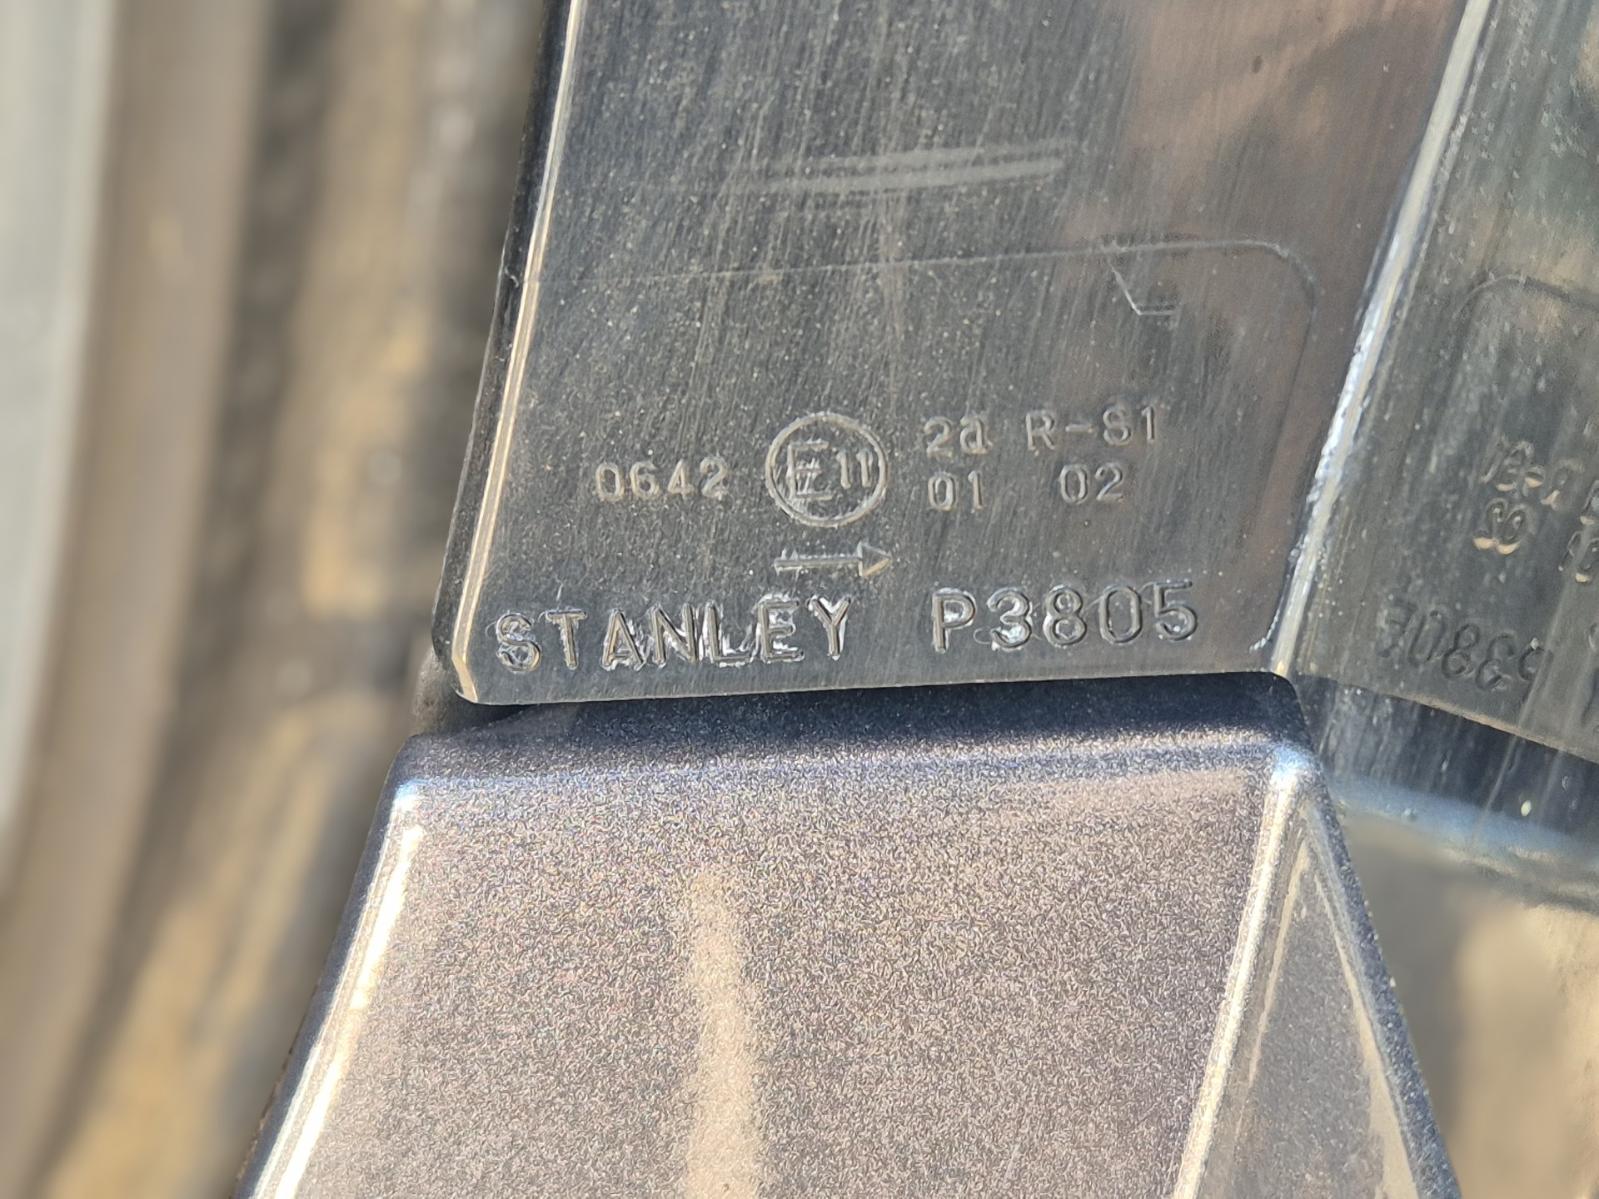 2a R-S1
0642 E11 01 02
→
STANLEY P3805